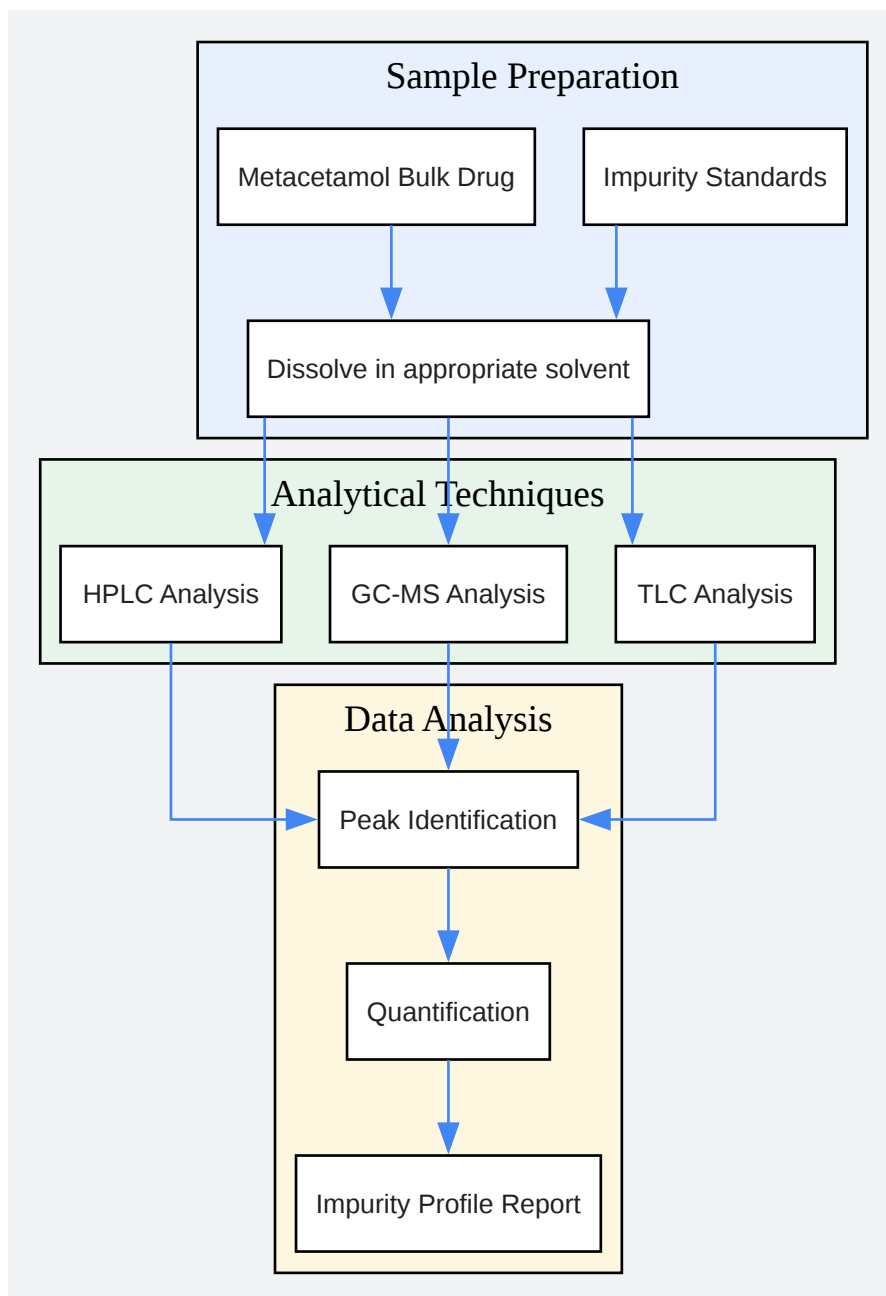 Sample Preparation
Metacetamol Bulk Drug
Impurity Standards
Dissolve in appropriate solvent
Analytical Techniques
HPLC Analysis
GC-MS Analysis
TLC Analysis
Data Analysis
Peak Identification
Quantification
Impurity Profile Report